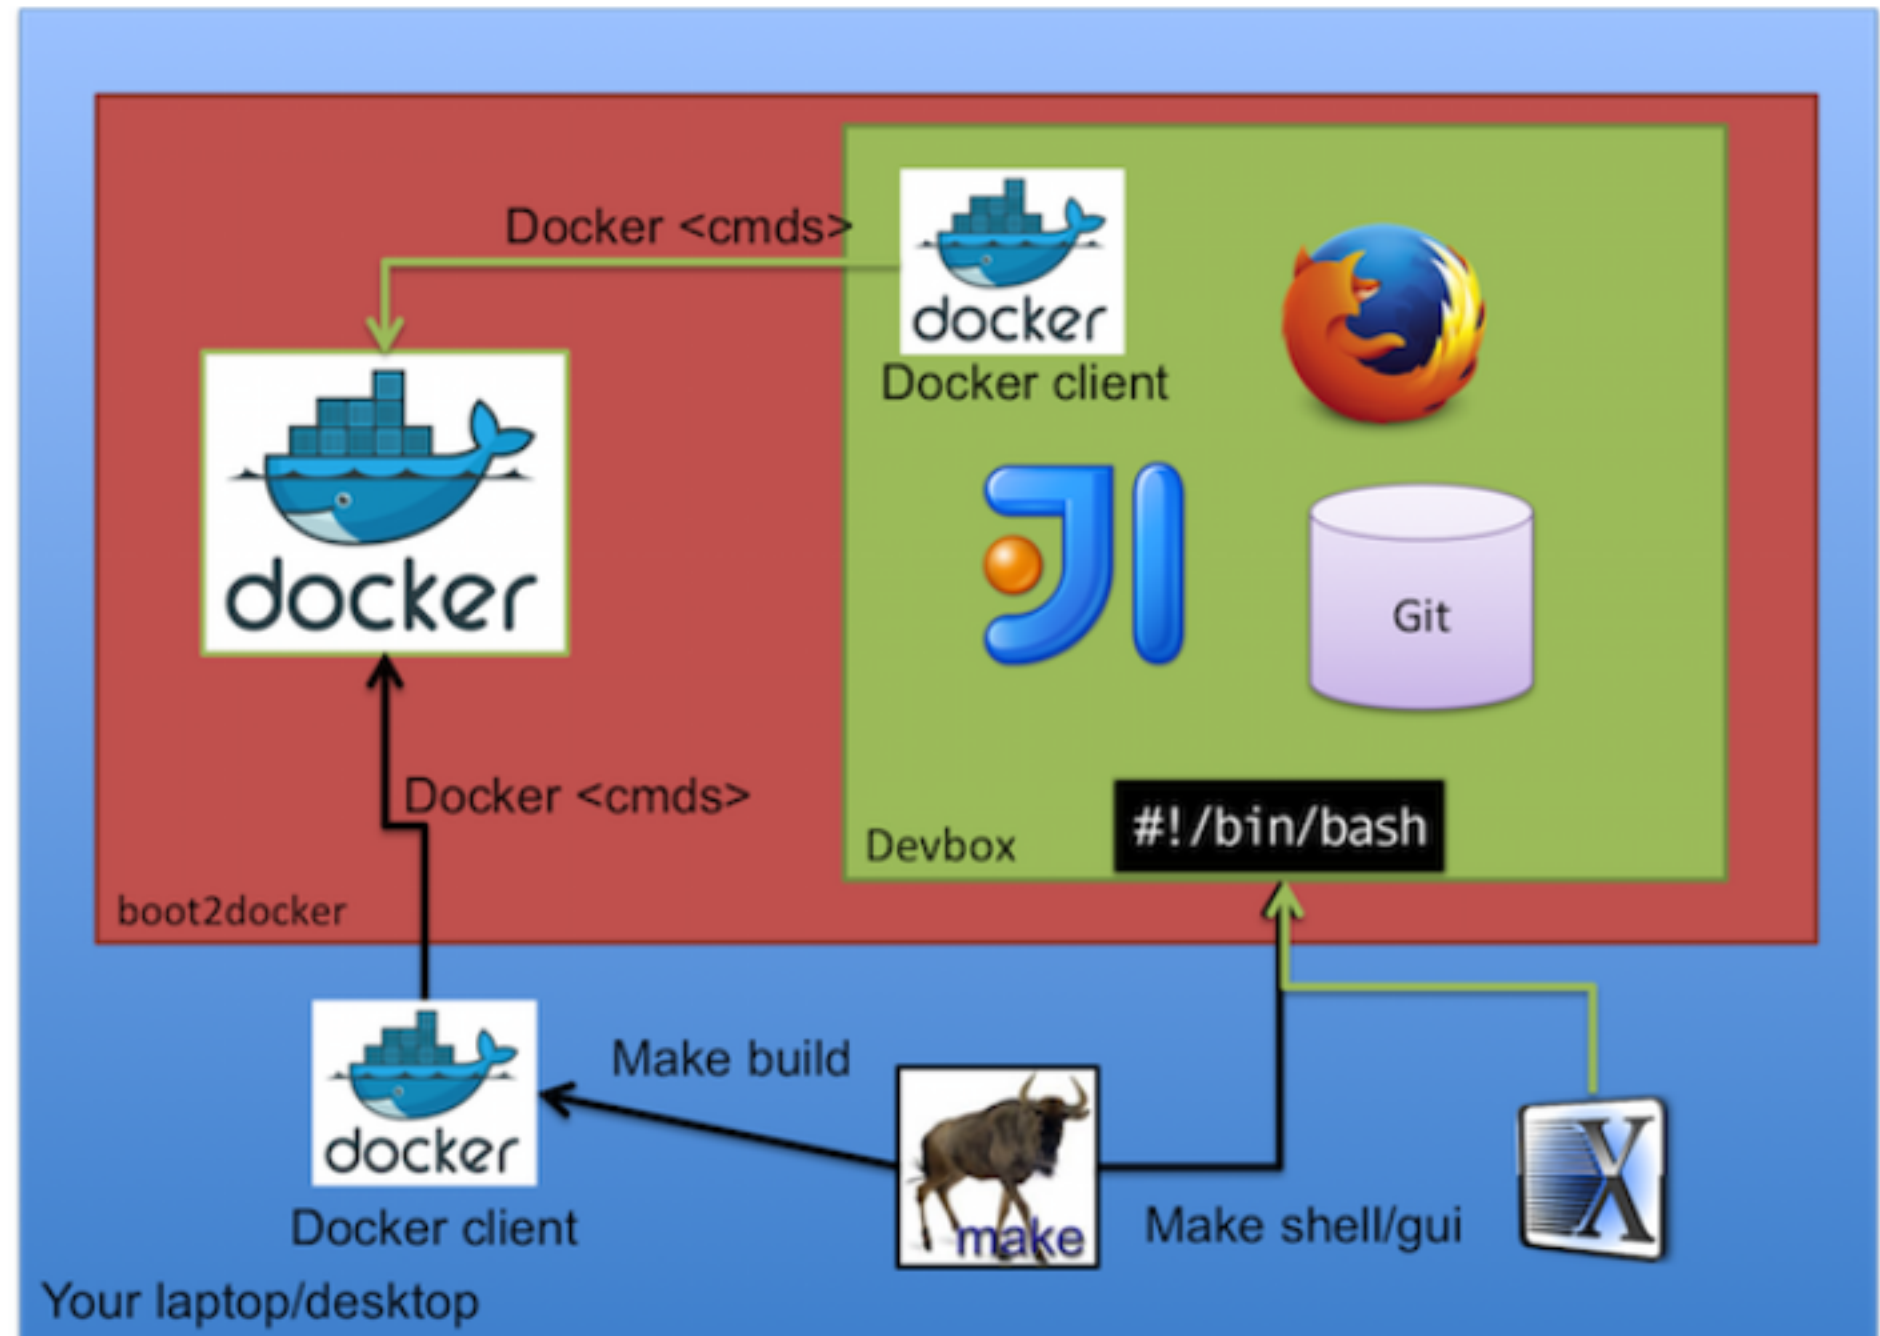 Docker <cmds>
docker
Docker client
docker
Git
Docker <cmds>
#!/bin/bash
Devbox
boot2docker
docker
Make build
make
Make shell/gui
X
Docker client
Your laptop/desktop